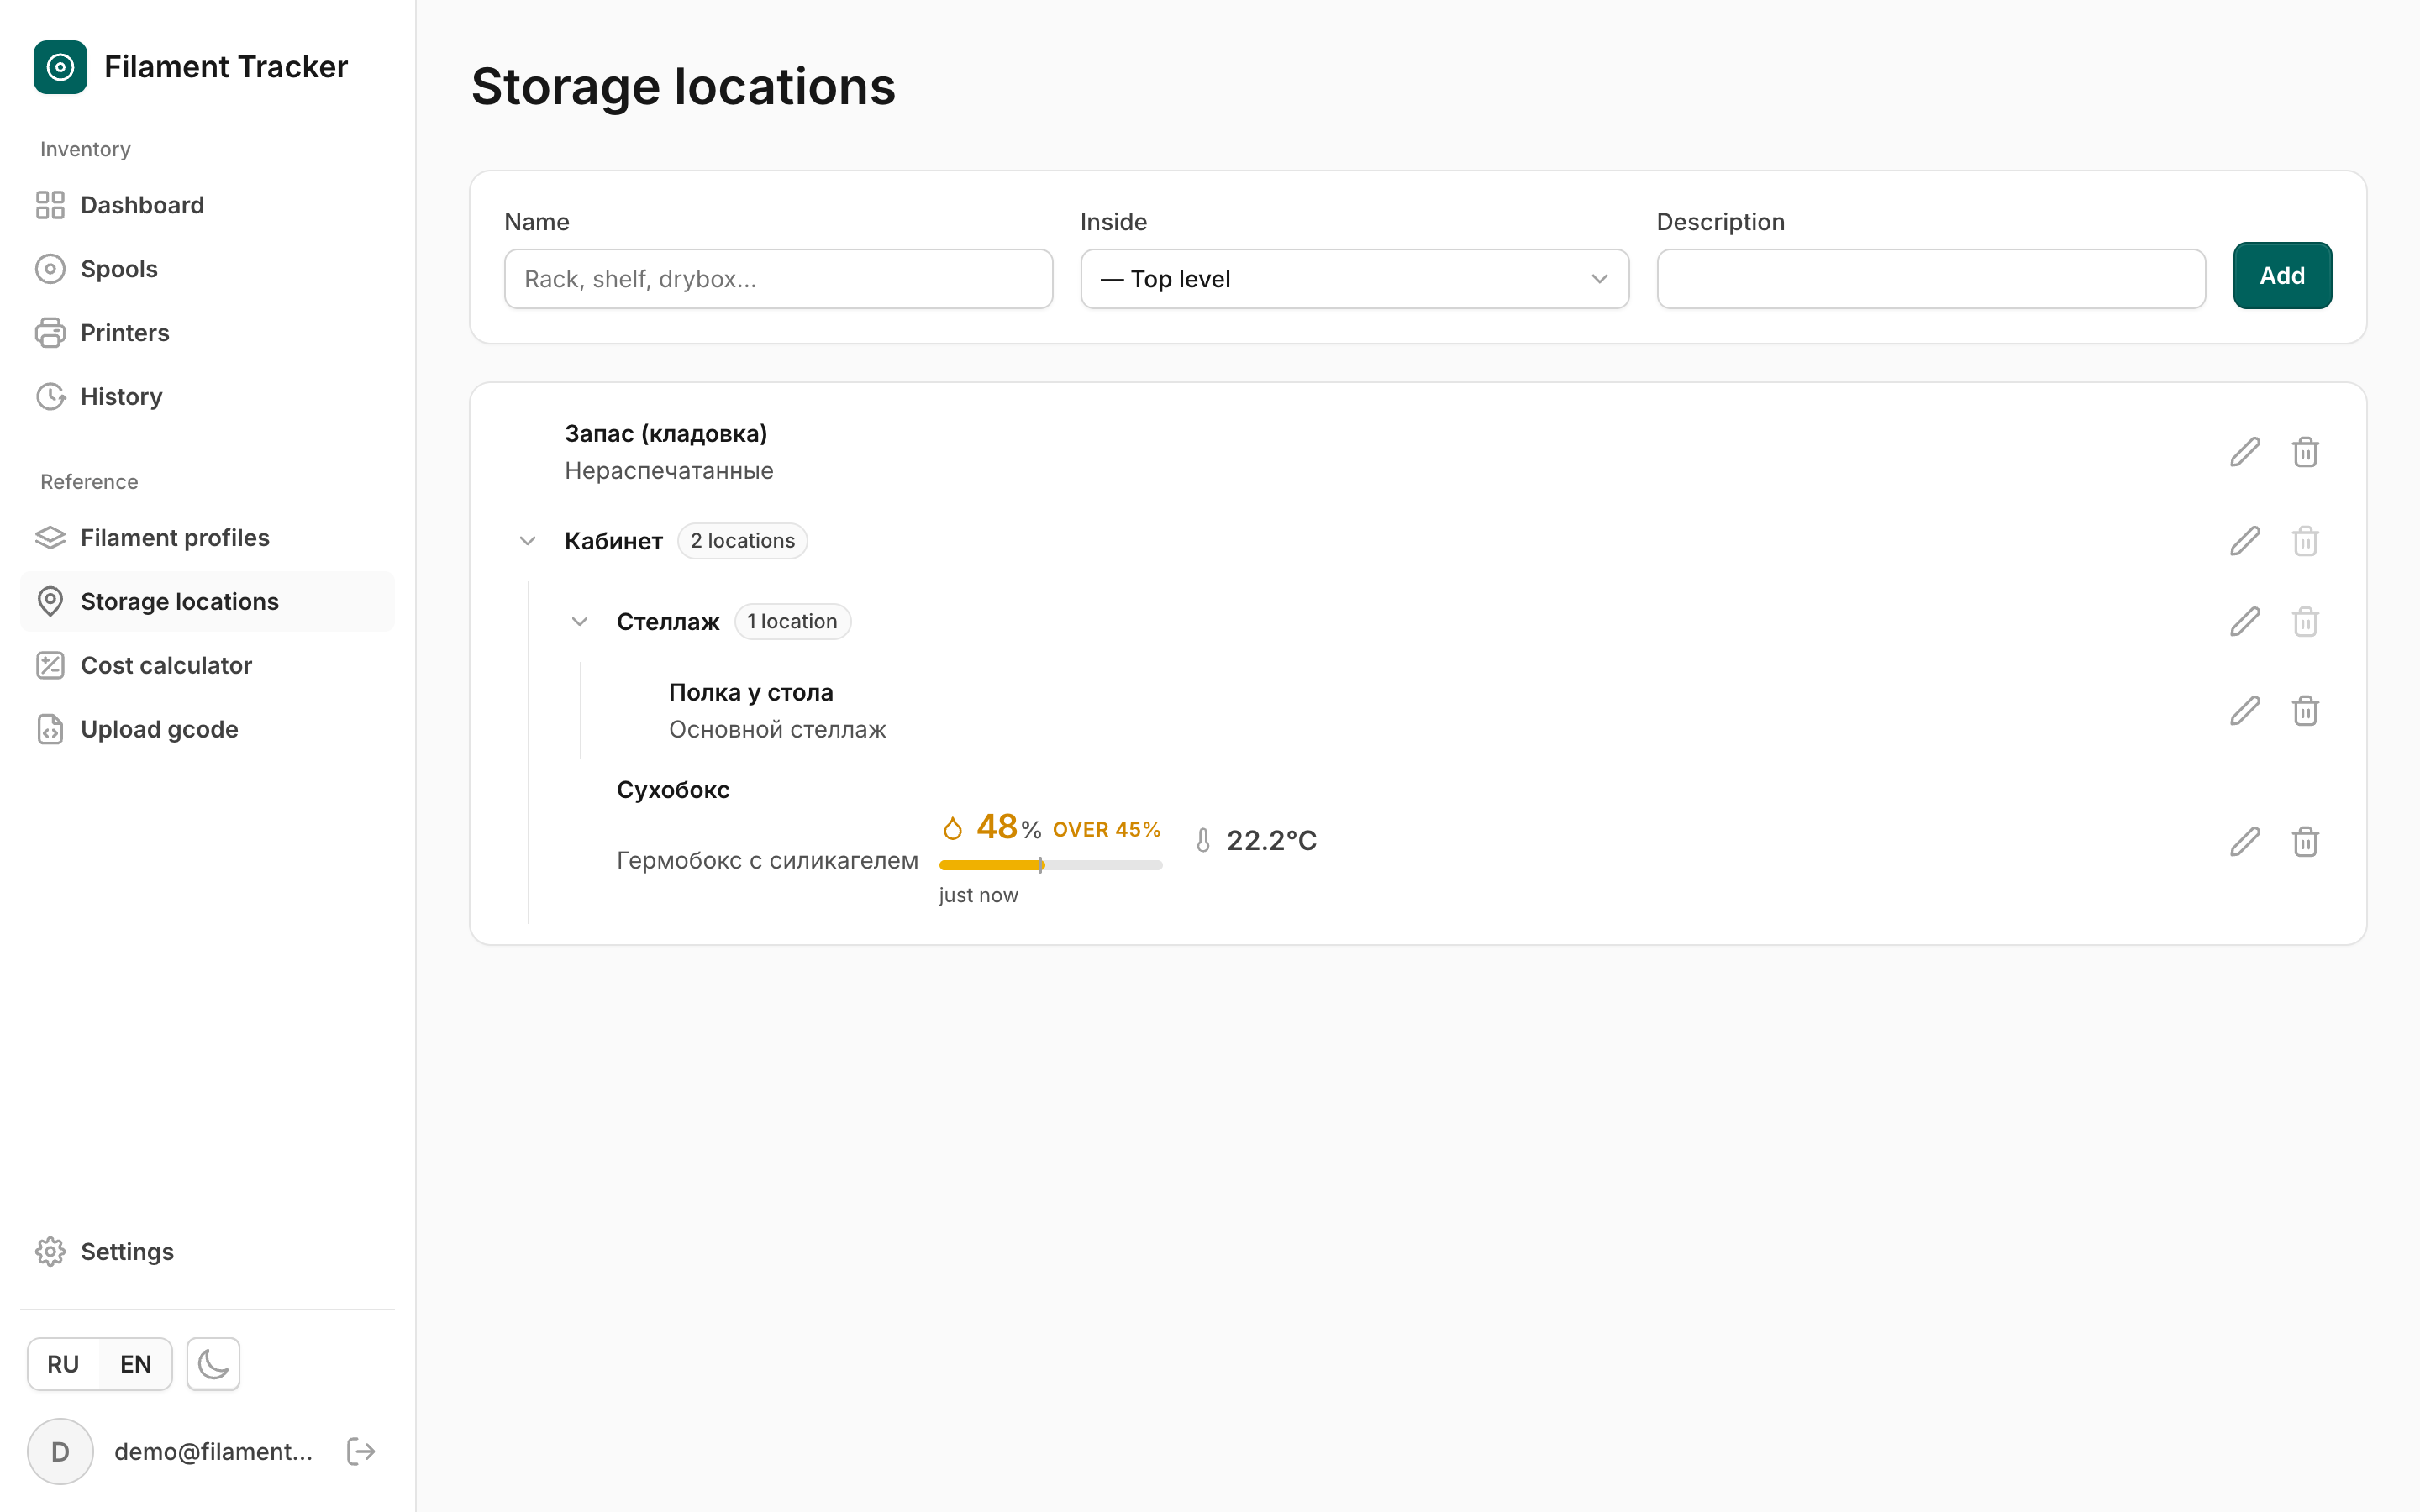 Filament Tracker
Inventory
Dashboard
Spools
Printers
History
Reference
Filament profiles
Storage locations
Cost calculator
Upload gcode
Settings
RU EN
D demo@filament...
Storage locations
Name Inside Description
Rack, shelf, drybox... — Top level Add
Запас (кладовка)
Нераспечатанные
Кабинет 2 locations
Стеллаж 1 location
Полка у стола
Основной стеллаж
Сухобокс
48% OVER 45% 22.2°C
Гермобокс с силикагелем
just now